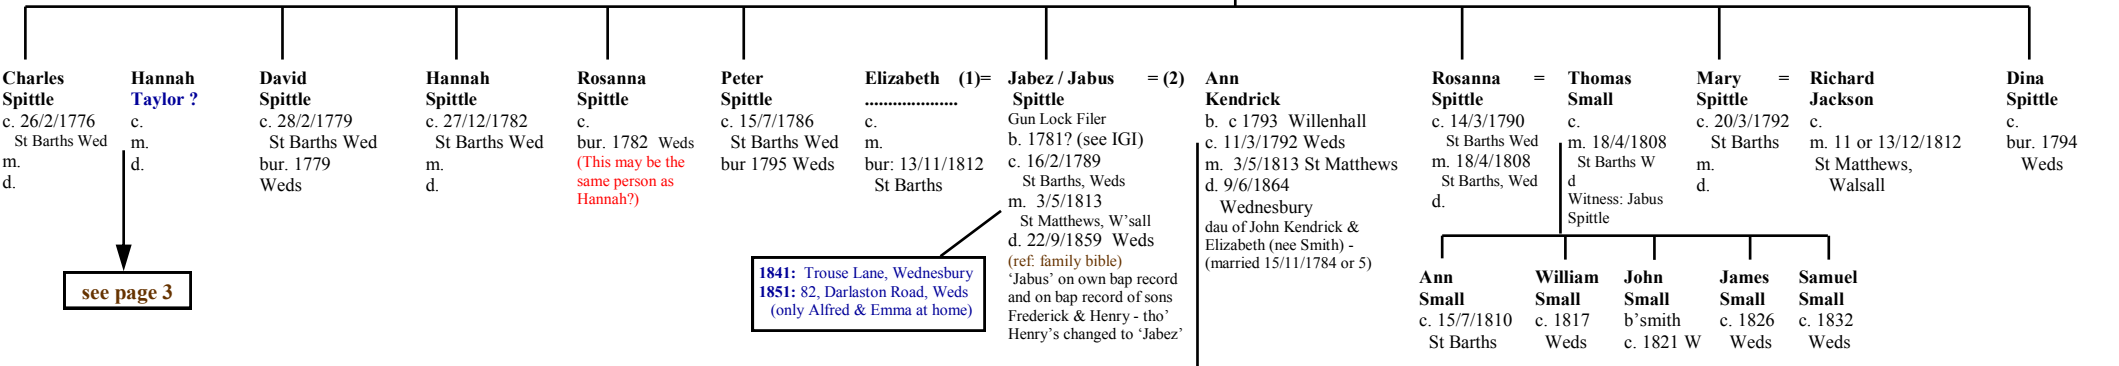 Charles
Spittle
c. 26/2/1776
St Barths Wed
m.
d.
Hannah
Taylor ?
c.
m.
d.
see page 3
David
Spittle
c. 28/2/1779
St Barths Wed
bur. 1779
Weds
Hannah
Spittle
c. 27/12/1782
St Barths Wed
m.
d.
Rosanna
Spittle
c.
bur. 1782 Weds
(This may be the
same person as
Hannah?)
Peter
Spittle
c. 15/7/1786
St Barths Wed
bur 1795 Weds
Elizabeth (1)=
....................
c.
m.
bur: 13/11/1812
St Barths
Jabez / Jabus = (2)
Spittle
Gun Lock Filer
b. 1781? (see IGI)
c. 16/2/1789
St Barths, Weds
m. 3/5/1813
St Matthews, W'sall
d. 22/9/1859 Weds
(ref: family bible)
‘Jabus’ on own bap record
and on bap record of sons
Frederick & Henry - tho’
Henry’s changed to ‘Jabez’
1841: Trouse Lane, Wednesbury
1851: 82, Darlaston Road, Weds
(only Alfred & Emma at home)
Ann
Kendrick
b. c 1793 Willenhall
c. 11/3/1792 Weds
m. 3/5/1813 St Matthews
d. 9/6/1864
Wednesbury
dau of John Kendrick &
Elizabeth (nee Smith) -
(married 15/11/1784 or 5)
Rosanna =
Spittle
c. 14/3/1790
St Barths Wed
m. 18/4/1808
St Barths, Wed
d.
Thomas
Small
c.
m. 18/4/1808
St Barths W
d
Witness: Jabus
Spittle
Mary =
Spittle
c. 20/3/1792
St Barths
m.
d.
Richard
Jackson
c.
m. 11 or 13/12/1812
St Matthews,
Walsall
Dina
Spittle
c.
bur. 1794
Weds
Ann
Small
c. 15/7/1810
St Barths
William
Small
c. 1817
Weds
John
Small
b’smith
c. 1821 W
James
Small
c. 1826
Weds
Samuel
Small
c. 1832
Weds